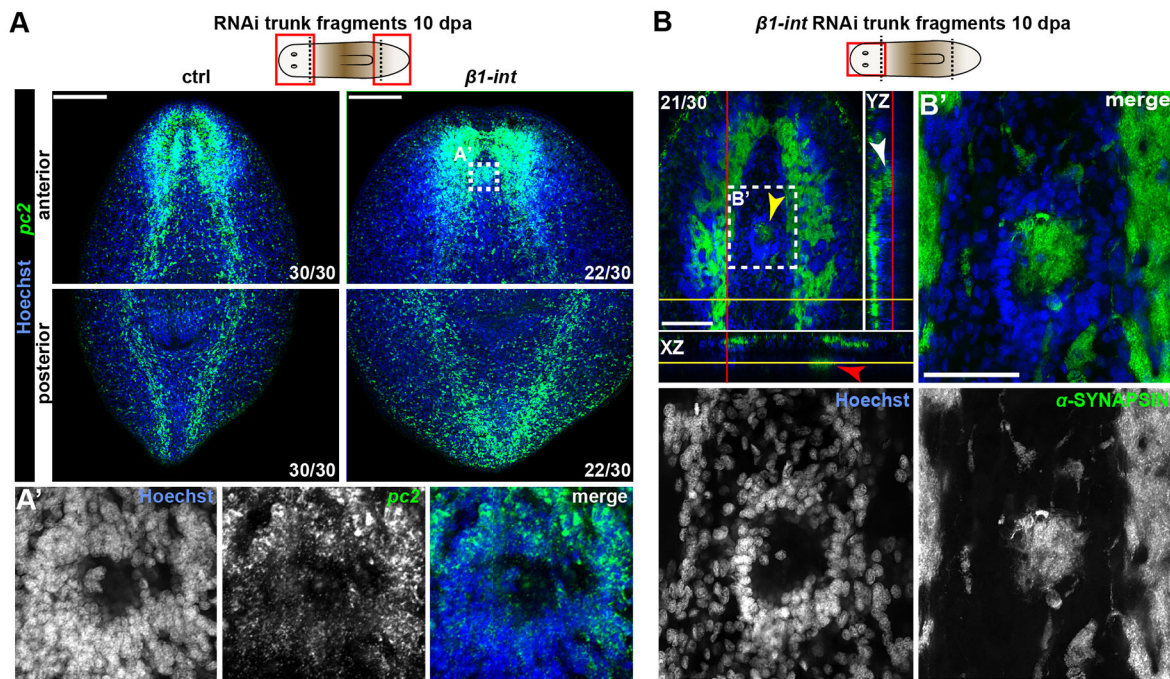 A
RNAi trunk fragments 10 dpa
ctrl
β1-int
Hoechst pc2
anterior
posterior
A'
30/30
22/30
30/30
22/30
A'
Hoechst
pc2
merge
B
β1-int RNAi trunk fragments 10 dpa
21/30
YZ
B'
XZ
B'
merge
Hoechst
α-SYNAPSIN